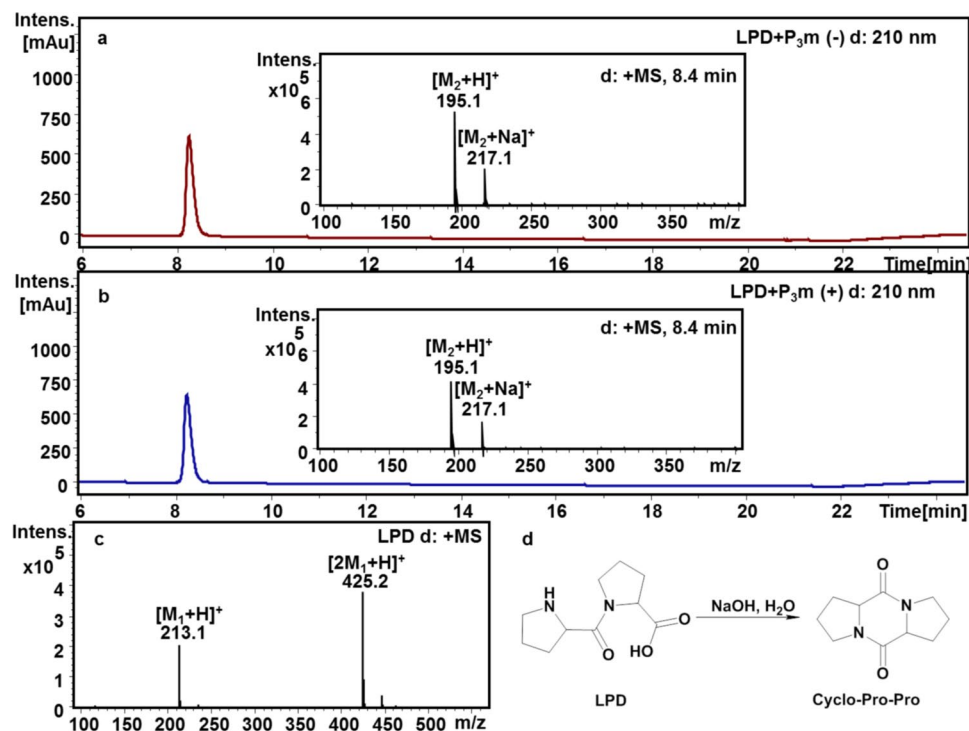 Intens.
[mAu]
a
LPD+P₃m (-) d: 210 nm
1000
750
500
250
0
Intens.
x10⁵
d: +MS, 8.4 min
6
4
2
0
[M₂+H]⁺
195.1
[M₂+Na]⁺
217.1
100 150 200 250 300 350 m/z
6 8 10 12 14 16 18 20 22 Time[min]
Intens.
[mAu]
b
LPD+P₃m (+) d: 210 nm
1000
750
500
250
0
Intens.
x10⁵
d: +MS, 8.4 min
6
4
2
0
[M₂+H]⁺
195.1
[M₂+Na]⁺
217.1
100 150 200 250 300 350 m/z
6 8 10 12 14 16 18 20 22 Time[min]
Intens.
x10⁵
c
LPD d: +MS
5
4
3
2
1
0
[M₁+H]⁺
213.1
[2M₁+H]⁺
425.2
100 150 200 250 300 350 400 450 500 m/z
d
H
N
N
O
O
HO
LPD
NaOH, H₂O
O
N
N
O
Cyclo-Pro-Pro